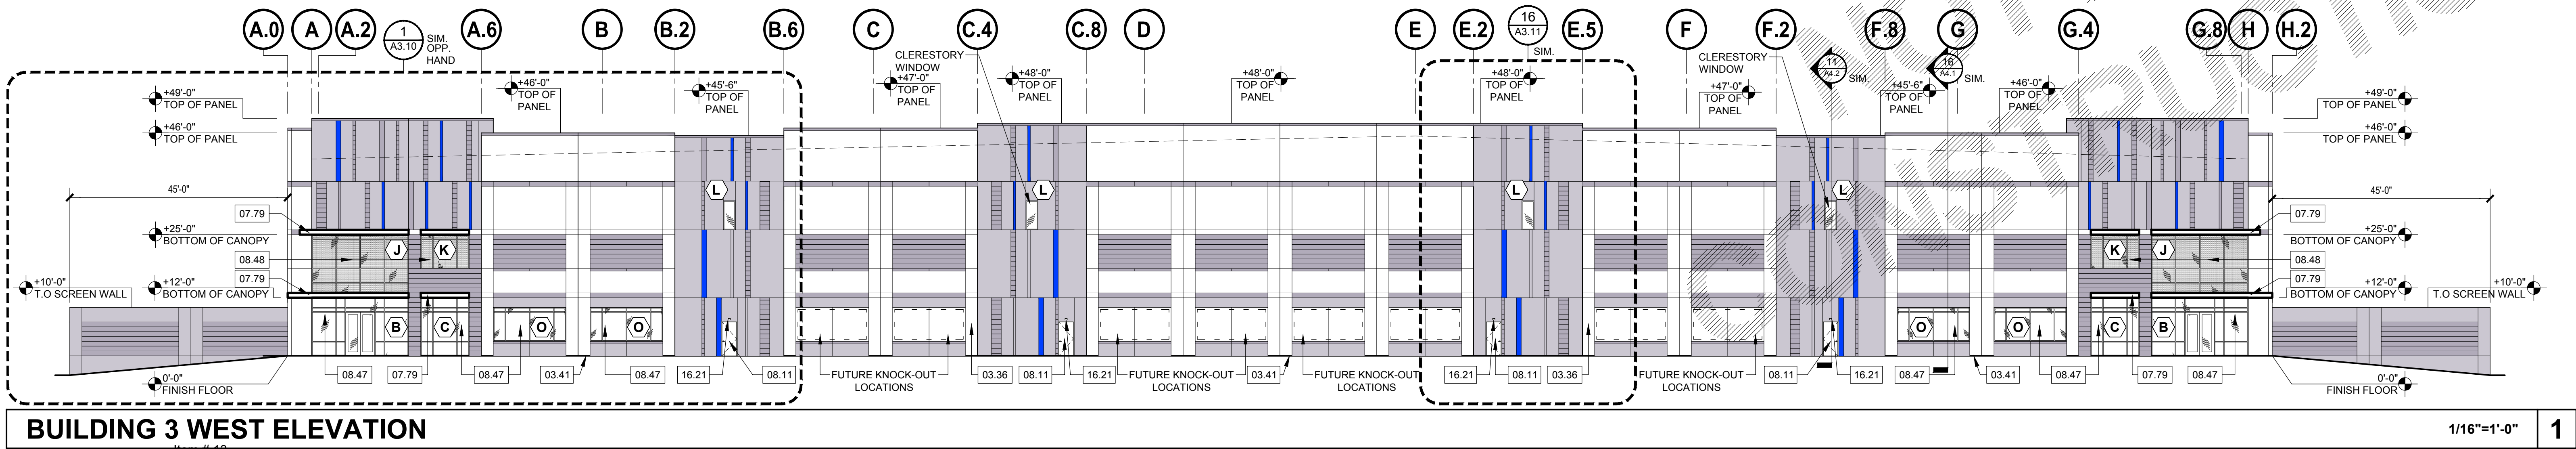 A.0 A A.2 1 A3.10 SIM. OPP. HAND A.6 B B.2 B.6 C C.4 C.8 D E E.2 16 A3.11 SIM. E.5 F F.2 F.8 G G.4 G.8 H H.2
CLERESTORY WINDOW
CLERESTORY WINDOW
11 A4.2 SIM.
16 A4.1 SIM.
+49'-0" TOP OF PANEL
+46'-0" TOP OF PANEL
+46'-0" TOP OF PANEL
+45'-6" TOP OF PANEL
+47'-0" TOP OF PANEL
+48'-0" TOP OF PANEL
+48'-0" TOP OF PANEL
+48'-0" TOP OF PANEL
+47'-0" TOP OF PANEL
+45'-6" TOP OF PANEL
+46'-0" TOP OF PANEL
+49'-0" TOP OF PANEL
+46'-0" TOP OF PANEL
45'-0"
L L L L
45'-0"
07.79
07.79
+25'-0" BOTTOM OF CANOPY
J K
K J
+25'-0" BOTTOM OF CANOPY
08.48
08.48
07.79
07.79
+10'-0" T.O SCREEN WALL
+12'-0" BOTTOM OF CANOPY
+12'-0" BOTTOM OF CANOPY
+10'-0" T.O SCREEN WALL
B C O O
O O C B
08.47 07.79 08.47 03.41 08.47 16.21 08.11 FUTURE KNOCK-OUT LOCATIONS 03.36 08.11 16.21 FUTURE KNOCK-OUT LOCATIONS 03.41 FUTURE KNOCK-OUT LOCATIONS 16.21 08.11 03.36 FUTURE KNOCK-OUT LOCATIONS 08.11 16.21 08.47 03.41 08.47 07.79 08.47
0'-0" FINISH FLOOR
0'-0" FINISH FLOOR
CONSTRUCTIO
BUILDING 3 WEST ELEVATION
1/16"=1'-0" 1